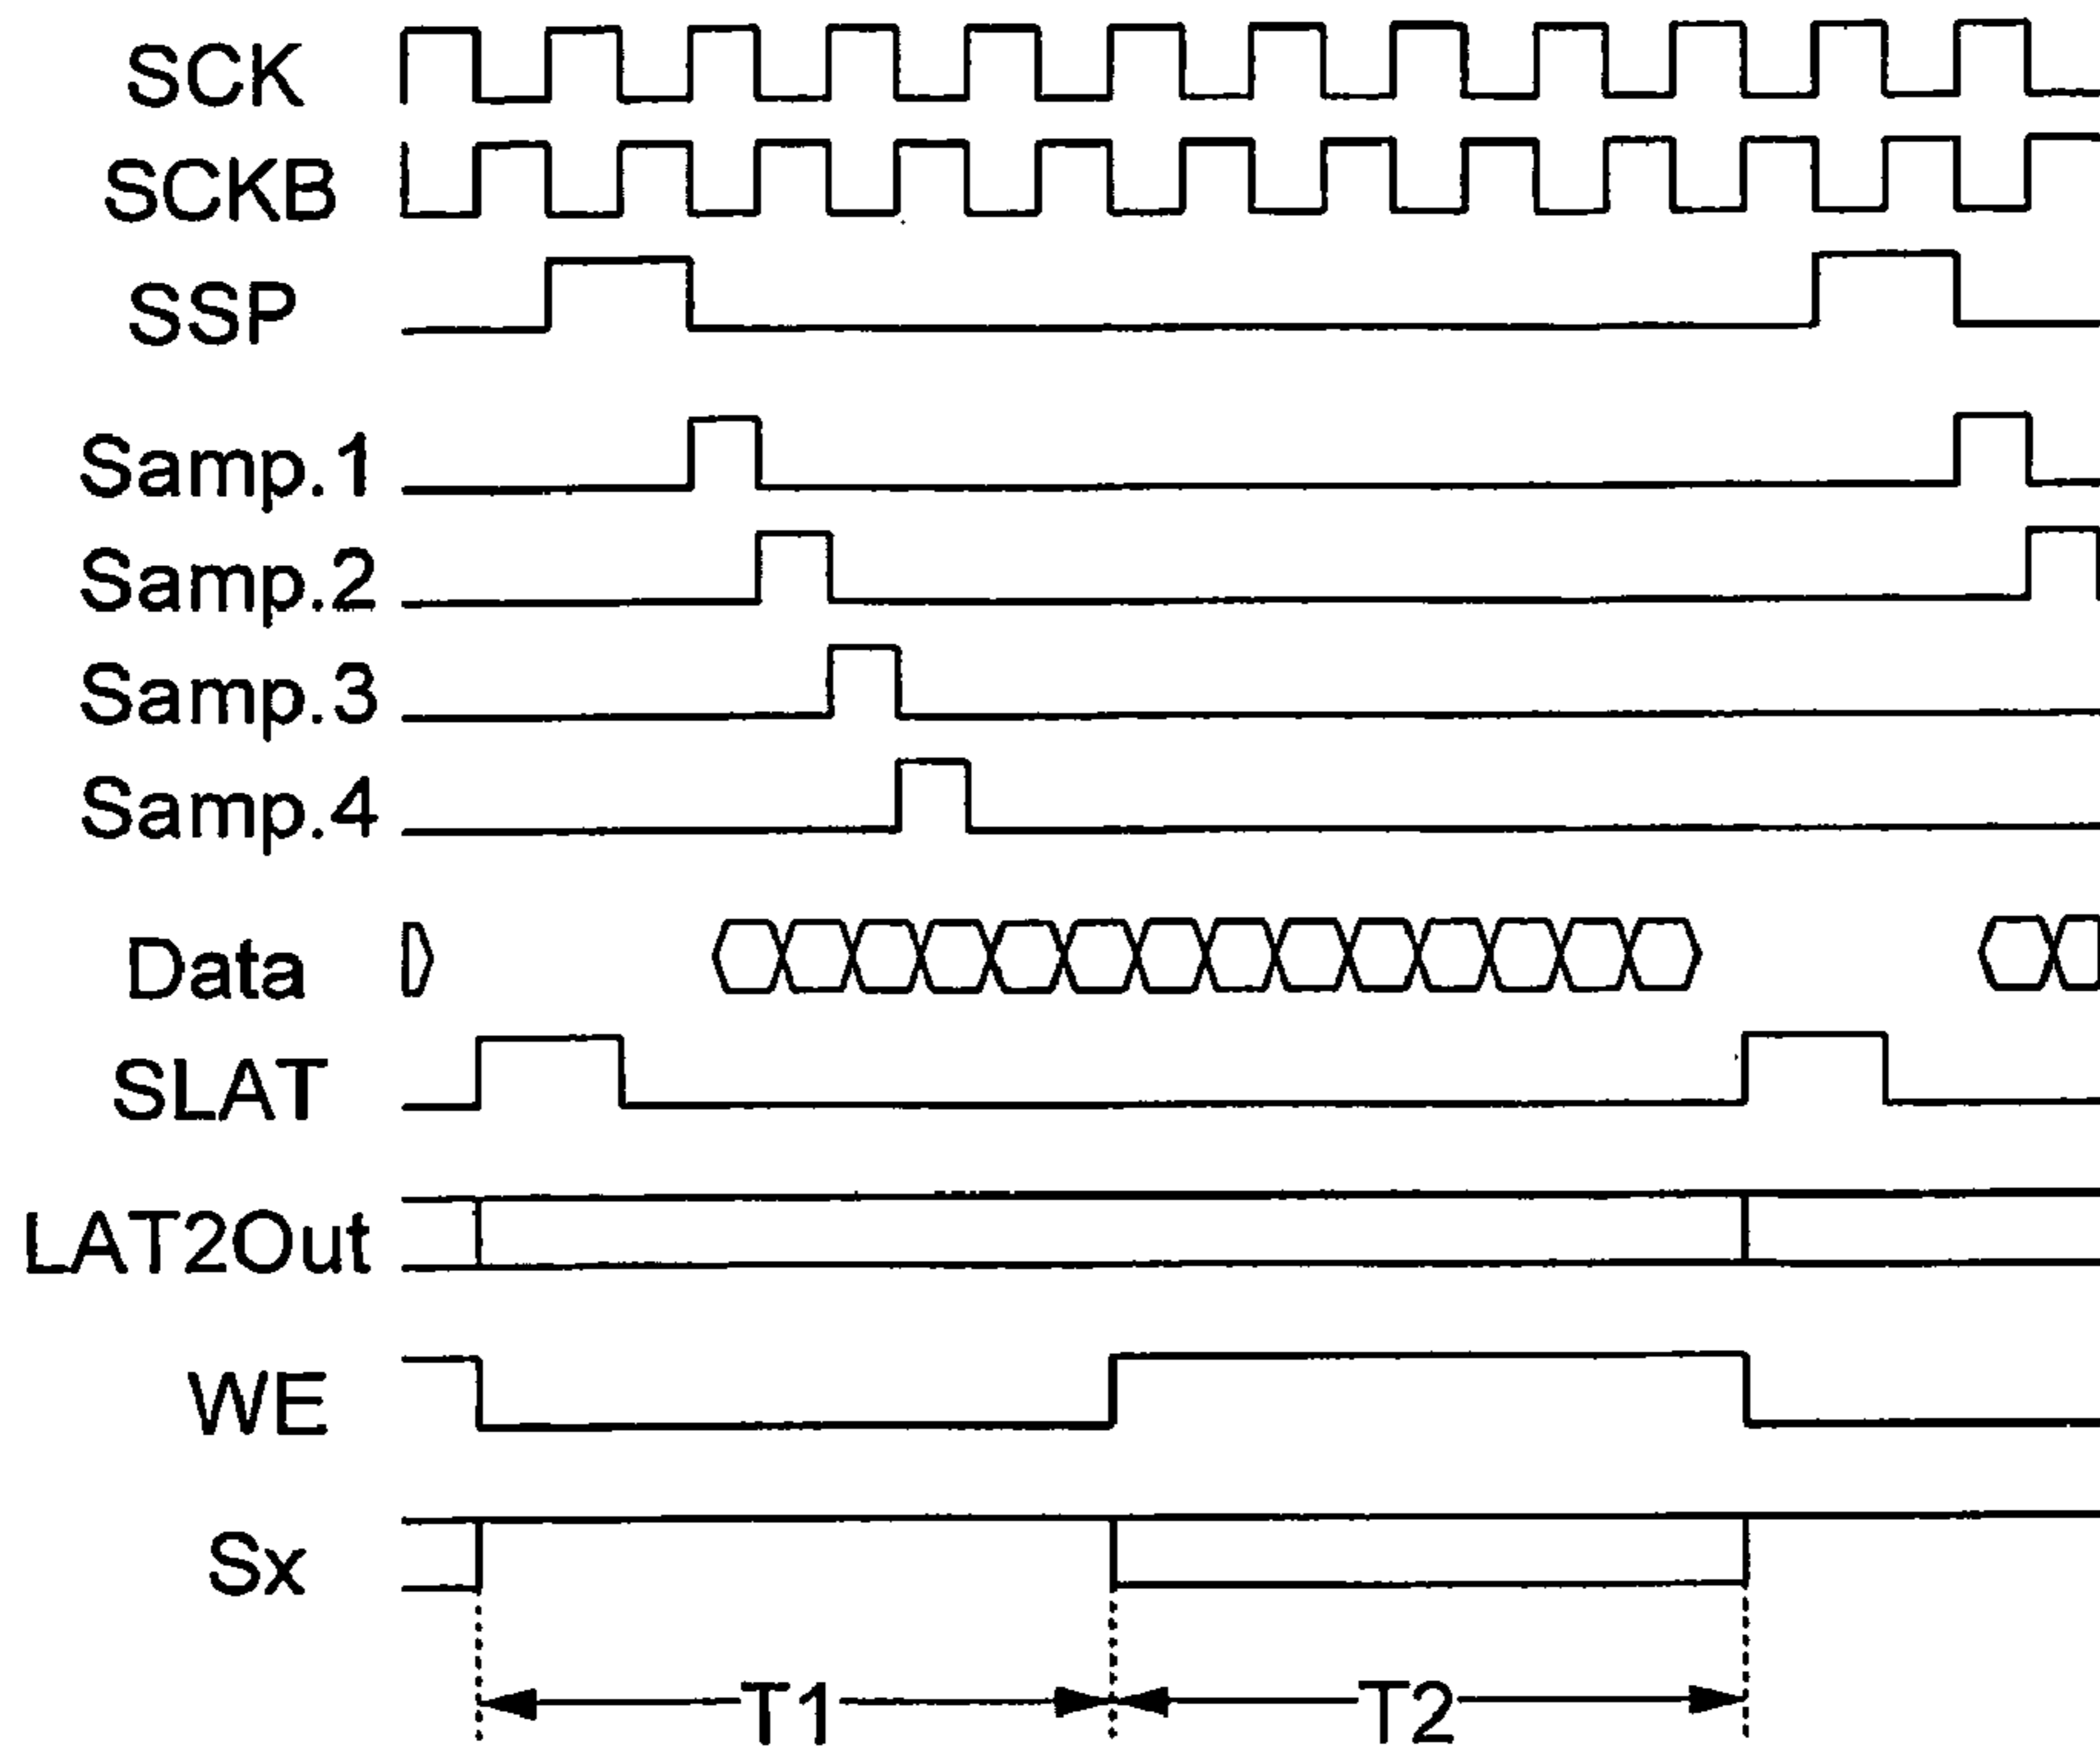 SCK
SCKB
SSP
Samp.1
Samp.2
Samp.3
Samp.4
Data
SLAT
LAT2Out
WE
Sx
T1 T2